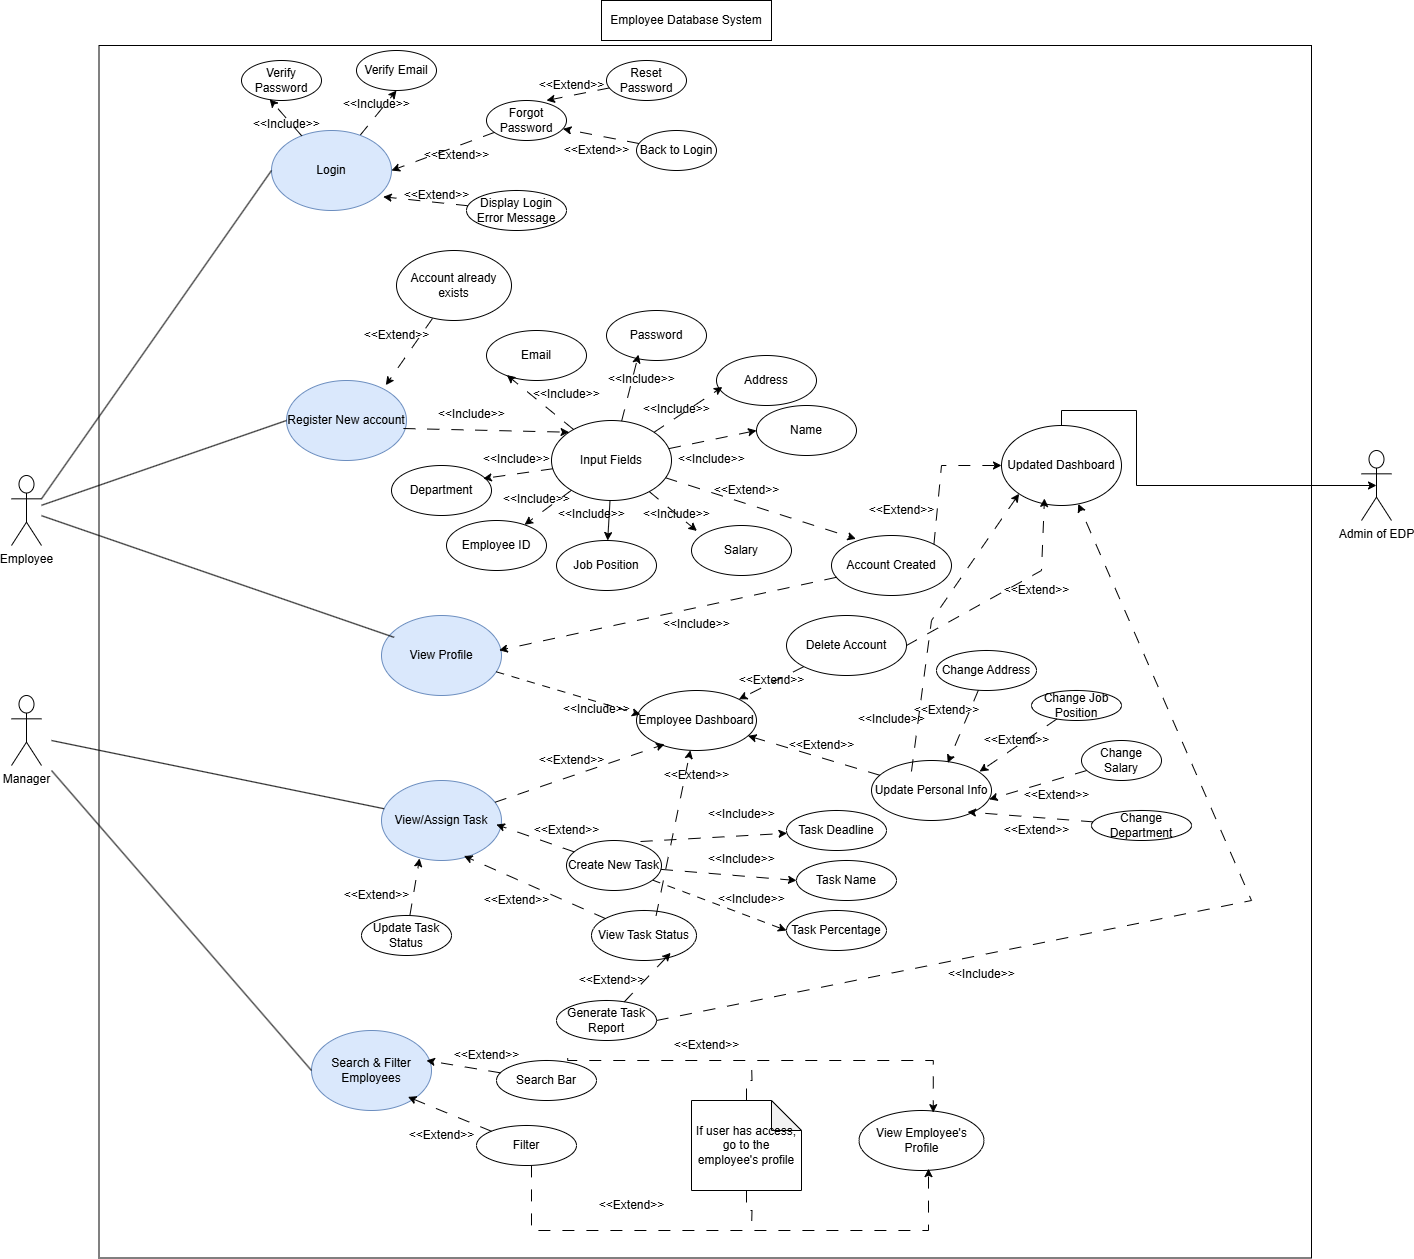 Employee Database System
Verify
Password
Verify Email
<<Include>>
<<Include>>
Login
<<Extend>>
Reset
Password
Forgot
Password
<<Extend>>
<<Extend>>
Back to Login
<<Extend>>
Display Login
Error Message
Account already
exists
<<Extend>>
Register New account
<<Include>>
Email
Password
Address
Name
<<Include>>
<<Include>>
<<Include>>
<<Include>>
Input Fields
<<Include>>
Department
<<Include>>
Employee ID
<<Include>>
Job Position
<<Include>>
Salary
<<Extend>>
Account Created
<<Extend>>
Updated Dashboard
Admin of EDP
Employee
<<Include>>
View Profile
<<Include>>
Delete Account
<<Extend>>
<<Extend>>
Employee Dashboard
<<Extend>>
<<Include>>
Change Address
<<Extend>>
Change Job
Position
<<Extend>>
Change
Salary
<<Extend>>
Update Personal Info
Change
Department
<<Extend>>
Manager
View/Assign Task
<<Extend>>
<<Extend>>
<<Extend>>
Create New Task
<<Include>>
Task Deadline
<<Include>>
Task Name
<<Include>>
Task Percentage
<<Extend>>
Update Task
Status
<<Extend>>
View Task Status
<<Extend>>
Generate Task
Report
<<Include>>
Search & Filter
Employees
<<Extend>>
Search Bar
<<Extend>>
<<Extend>>
Filter
If user has access,
go to the
employee's profile
View Employee's
Profile
<<Extend>>